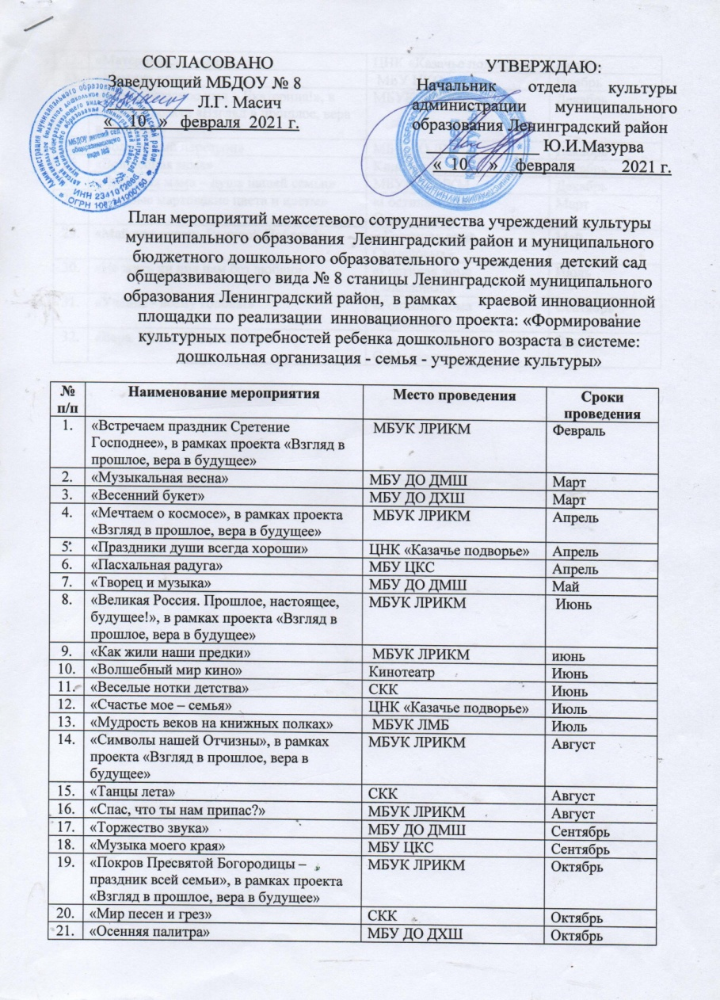 СОГЛАСОВАНО
Заведующий МБДОУ № 8
Л.Г. Масич
« 10 » февраля 2021 г.
УТВЕРЖДАЮ:
Начальник отдела культуры
администрации муниципального
образования Ленинградский район
Ю.И.Мазурва
« 10 » февраля 2021 г.
МБДОУ детский сад
общеразвивающего
вида №8
План мероприятий межсетевого сотрудничества учреждений культуры
муниципального образования Ленинградский район и муниципального
бюджетного дошкольного образовательного учреждения детский сад
общеразвивающего вида № 8 станицы Ленинградской муниципального
образования Ленинградский район, в рамках краевой инновационной
площадки по реализации инновационного проекта: «Формирование
культурных потребностей ребенка дошкольного возраста в системе:
дошкольная организация - семья - учреждение культуры»
№ Наименование мероприятия Место проведения Сроки
п/п проведения
1. «Встречаем праздник Сретение МБУК ЛРИКМ Февраль
Господнее», в рамках проекта «Взгляд в
прошлое, вера в будущее»
2. «Музыкальная весна» МБУ ДО ДМШ Март
3. «Весенний букет» МБУ ДО ДХШ Март
4. «Мечтаем о космосе», в рамках проекта МБУК ЛРИКМ Апрель
«Взгляд в прошлое, вера в будущее»
5. «Праздники души всегда хороши» ЦНК «Казачье подворье» Апрель
6. «Пасхальная радуга» МБУ ЦКС Апрель
7. «Творец и музыка» МБУ ДО ДМШ Май
8. «Великая Россия. Прошлое, настоящее, МБУК ЛРИКМ Июнь
будущее!», в рамках проекта «Взгляд в
прошлое, вера в будущее»
9. «Как жили наши предки» МБУК ЛРИКМ июнь
10. «Волшебный мир кино» Кинотеатр Июнь
11. «Веселые нотки детства» СКК Июнь
12. «Счастье мое – семья» ЦНК «Казачье подворье» Июль
13. «Мудрость веков на книжных полках» МБУК ЛМБ Июль
14. «Символы нашей Отчизны», в рамках МБУК ЛРИКМ Август
проекта «Взгляд в прошлое, вера в
будущее»
15. «Танцы лета» СКК Август
16. «Спас, что ты нам припас?» МБУК ЛРИКМ Август
17. «Торжество звука» МБУ ДО ДМШ Сентябрь
18. «Музыка моего края» МБУ ЦКС Сентябрь
19. «Покров Пресвятой Богородицы – МБУК ЛРИКМ Октябрь
праздник всей семьи», в рамках проекта
«Взгляд в прошлое, вера в будущее»
20. «Мир песен и грез» СКК Октябрь
21. «Осенняя палитра» МБУ ДО ДХШ Октябрь